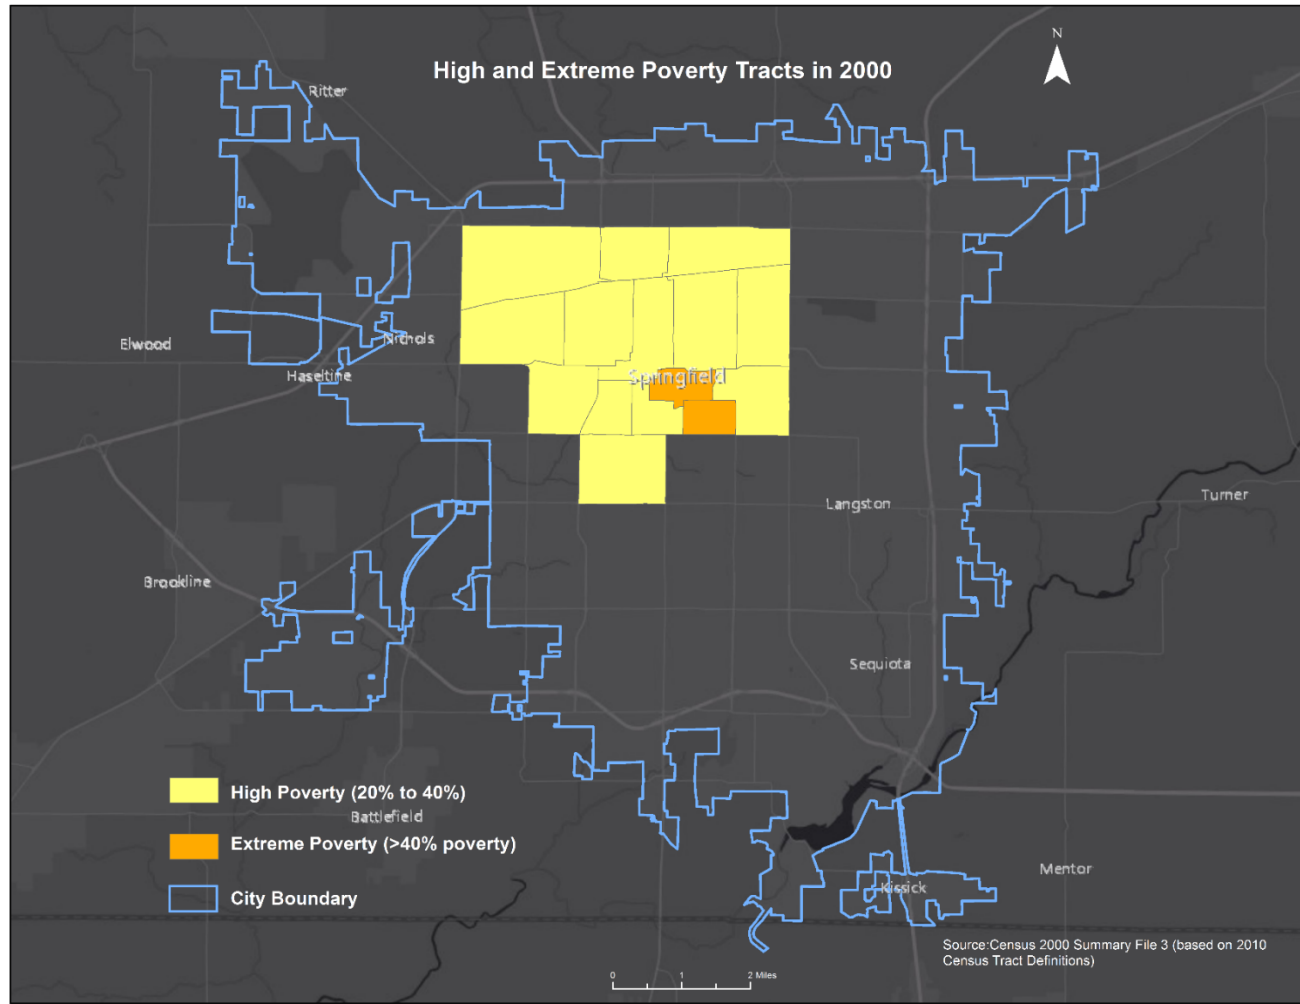 N
High and Extreme Poverty Tracts in 2000
Ritter
Elwood
Nichols
Haseltine
Springfield
Langston
Turner
Brookline
Sequiota
High Poverty (20% to 40%)
Battlefield
Extreme Poverty (>40% poverty)
Mentor
Kissick
City Boundary
Source:Census 2000 Summary File 3 (based on 2010
Census Tract Definitions)
0 1 2 Miles